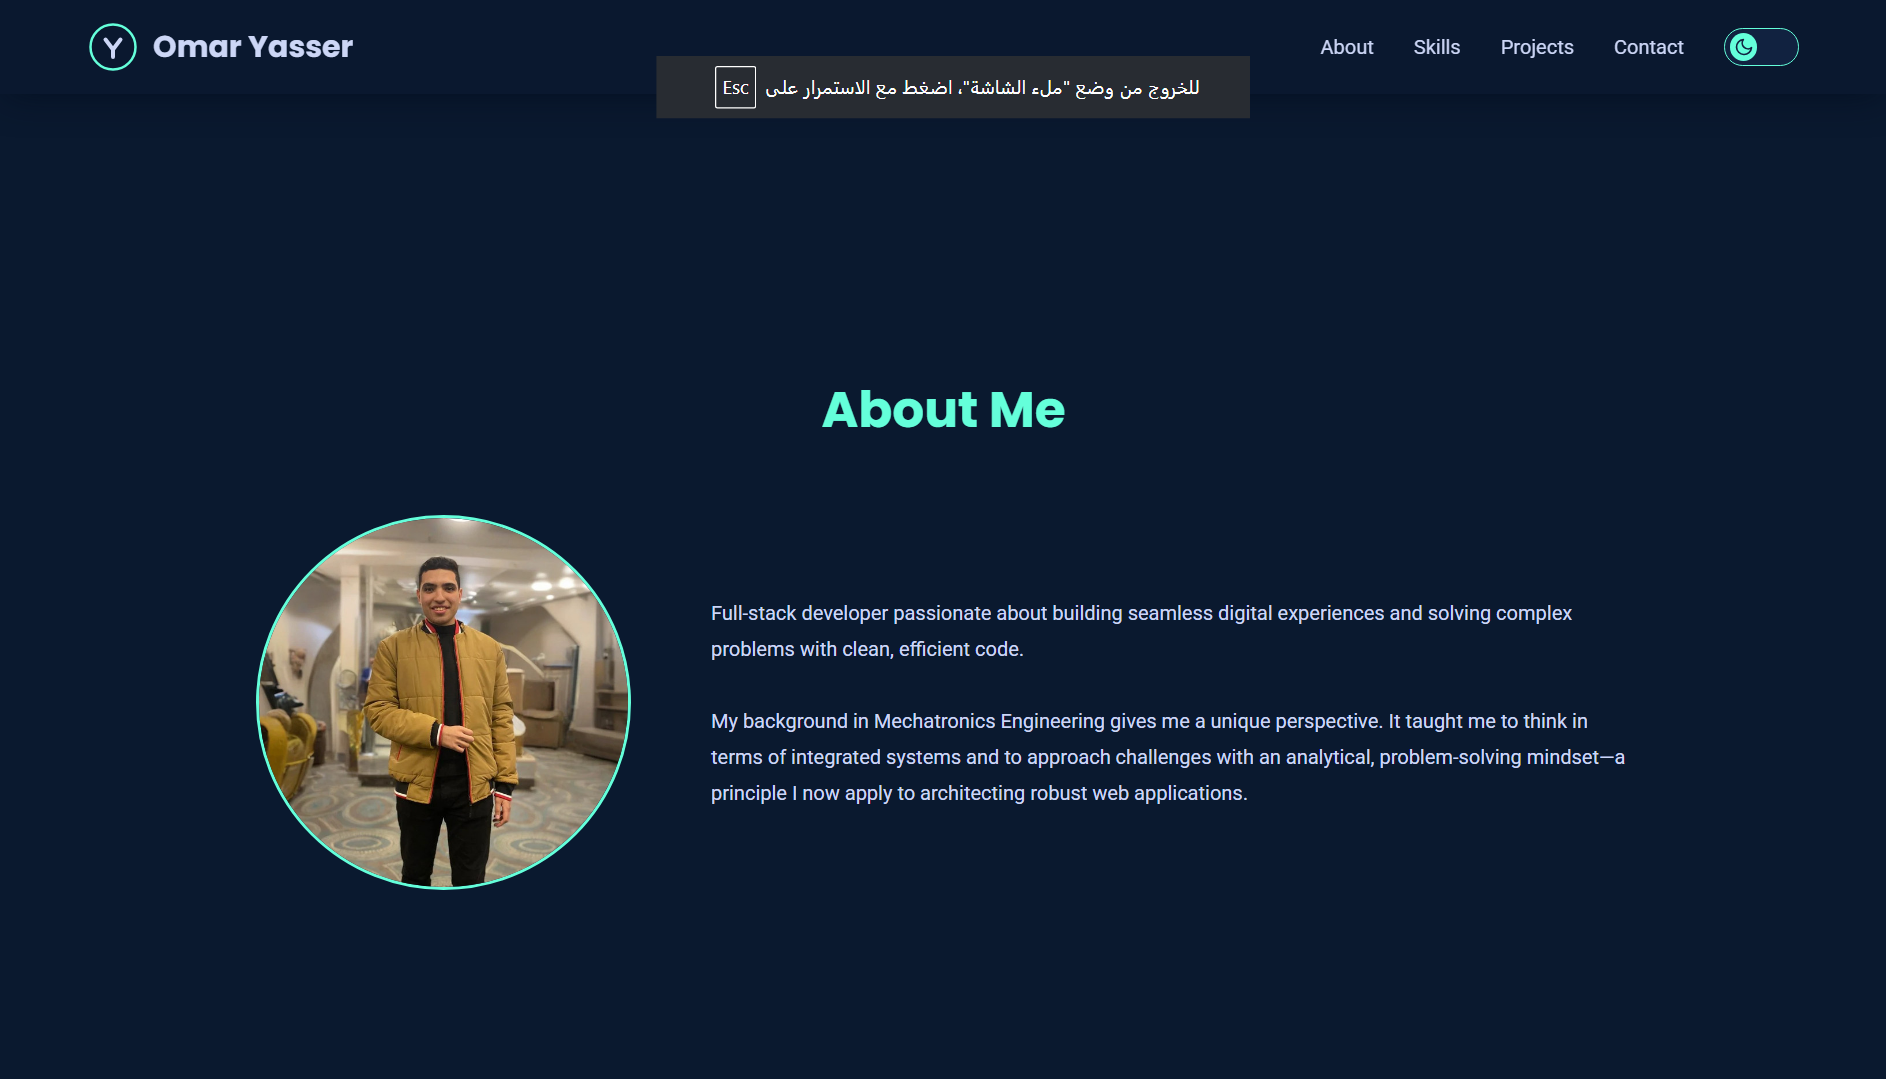 Y Omar Yasser
About Skills Projects Contact
للخروج من وضع "ملء الشاشة"، اضغط مع الاستمرار على Esc
About Me
Full-stack developer passionate about building seamless digital experiences and solving complex
problems with clean, efficient code.
My background in Mechatronics Engineering gives me a unique perspective. It taught me to think in
terms of integrated systems and to approach challenges with an analytical, problem-solving mindset—a
principle I now apply to architecting robust web applications.